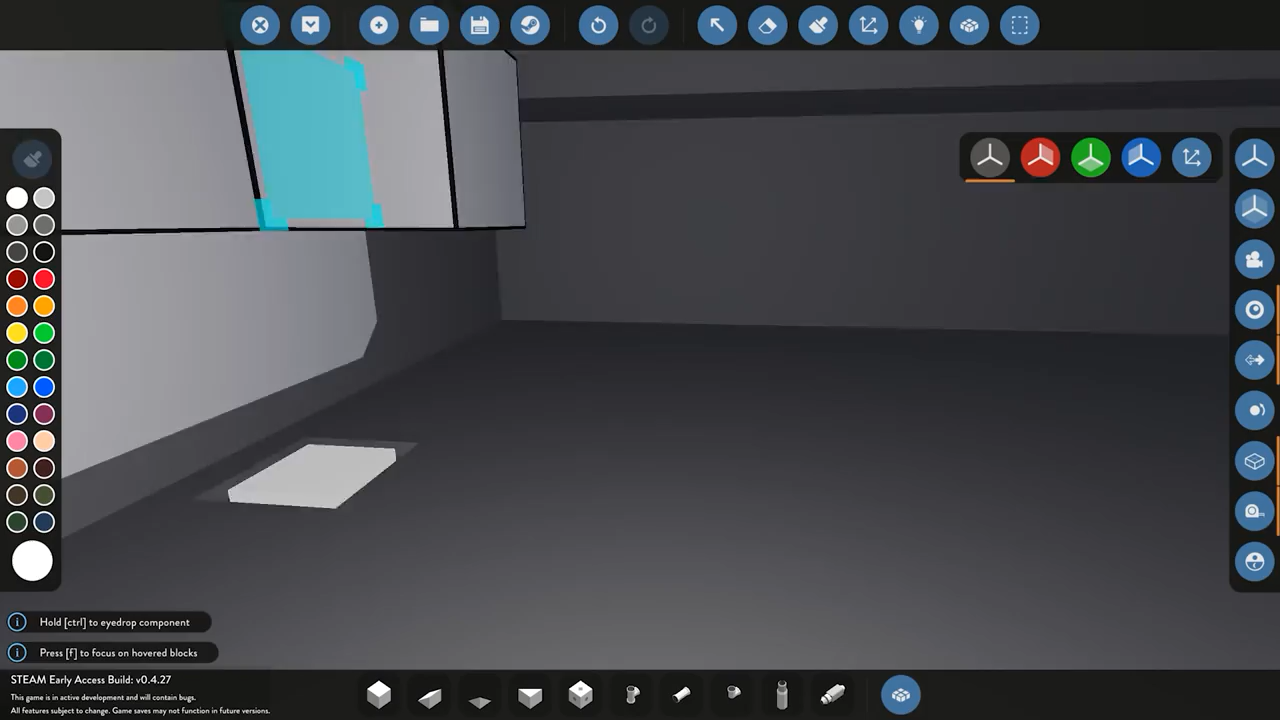 Hold [ctrl] to eyedrop component
Press [f] to focus on hovered blocks
STEAM Early Access Build: v0.4.27
This game is in active development and will contain bugs.
All features subject to change. Game saves may not function in future versions.